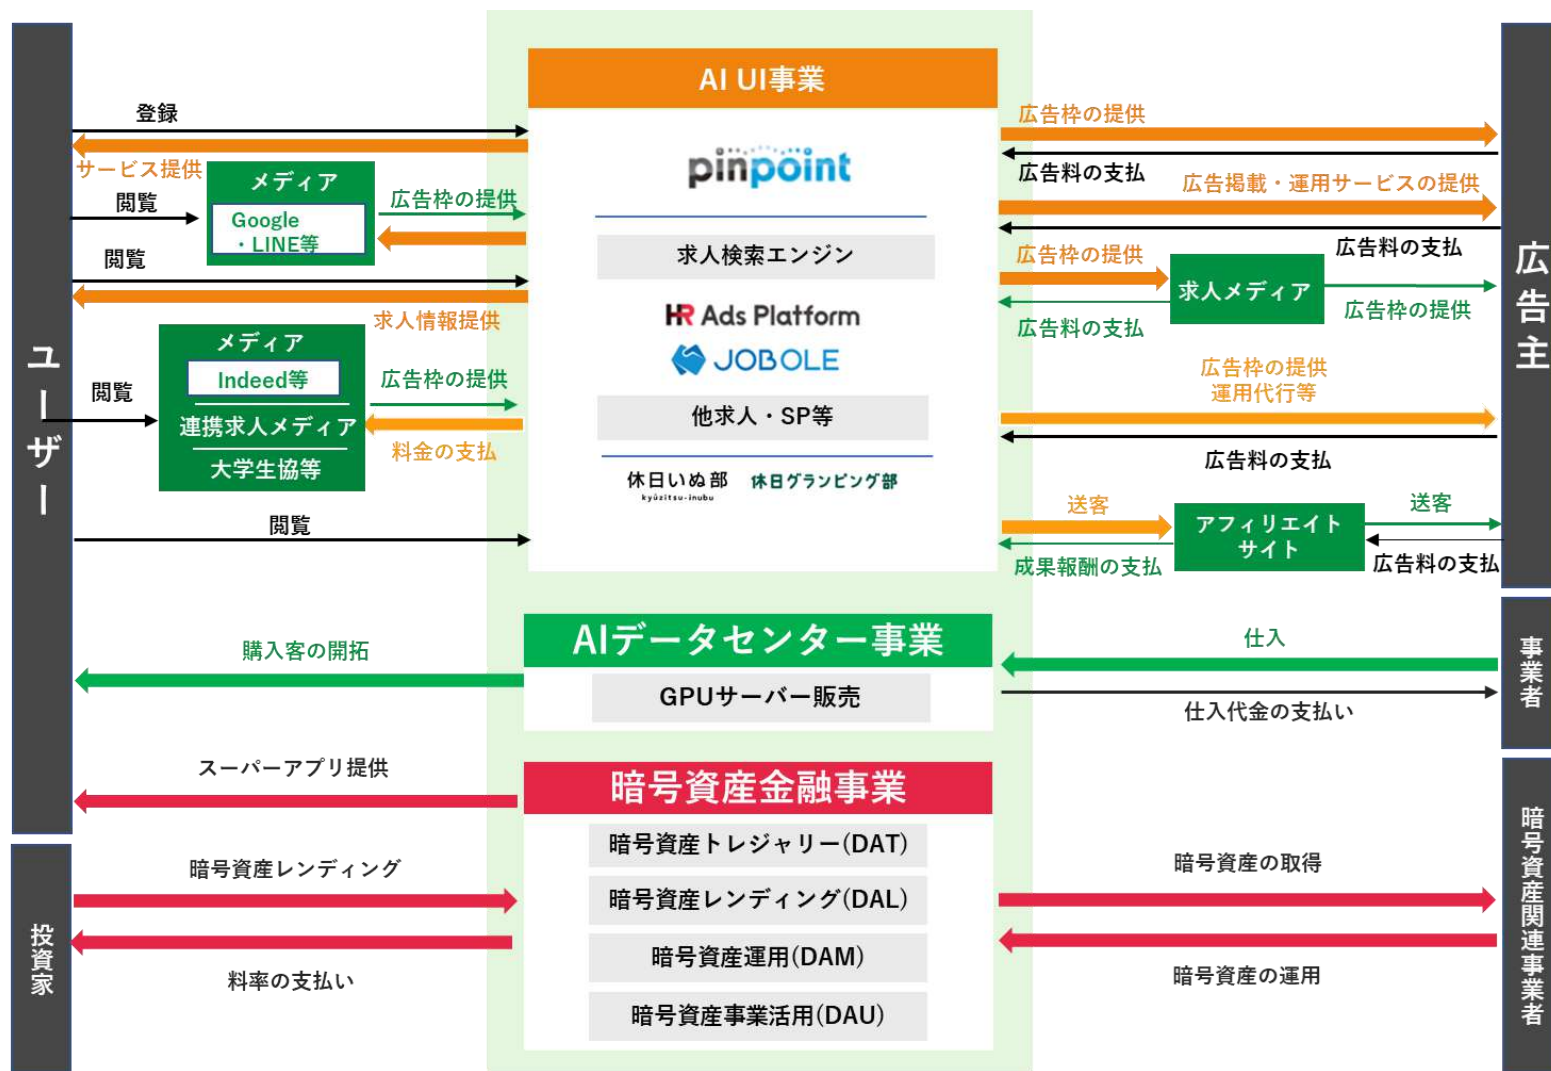 ユーザー
投資家
登録
サービス提供
閲覧
メディア
Google
・LINE等
広告枠の提供
閲覧
求人情報提供
閲覧
メディア
Indeed等
連携求人メディア
大学生協等
広告枠の提供
料金の支払
閲覧
購入客の開拓
スーパーアプリ提供
暗号資産レンディング
料率の支払い
AI UI事業
pinpoint
求人検索エンジン
HR Ads Platform
JOBOLE
他求人・SP等
休日いぬ部
kyūzitsu-inubu
休日グランピング部
AIデータセンター事業
GPUサーバー販売
暗号資産金融事業
暗号資産トレジャリー(DAT)
暗号資産レンディング(DAL)
暗号資産運用(DAM)
暗号資産事業活用(DAU)
広告枠の提供
広告料の支払
広告掲載・運用サービスの提供
広告料の支払
広告枠の提供
広告料の支払
求人メディア
広告枠の提供
広告枠の提供
運用代行等
広告料の支払
送客
成果報酬の支払
アフィリエイト
サイト
送客
広告料の支払
仕入
仕入代金の支払い
暗号資産の取得
暗号資産の運用
広告主
事業者
暗号資産関連事業者